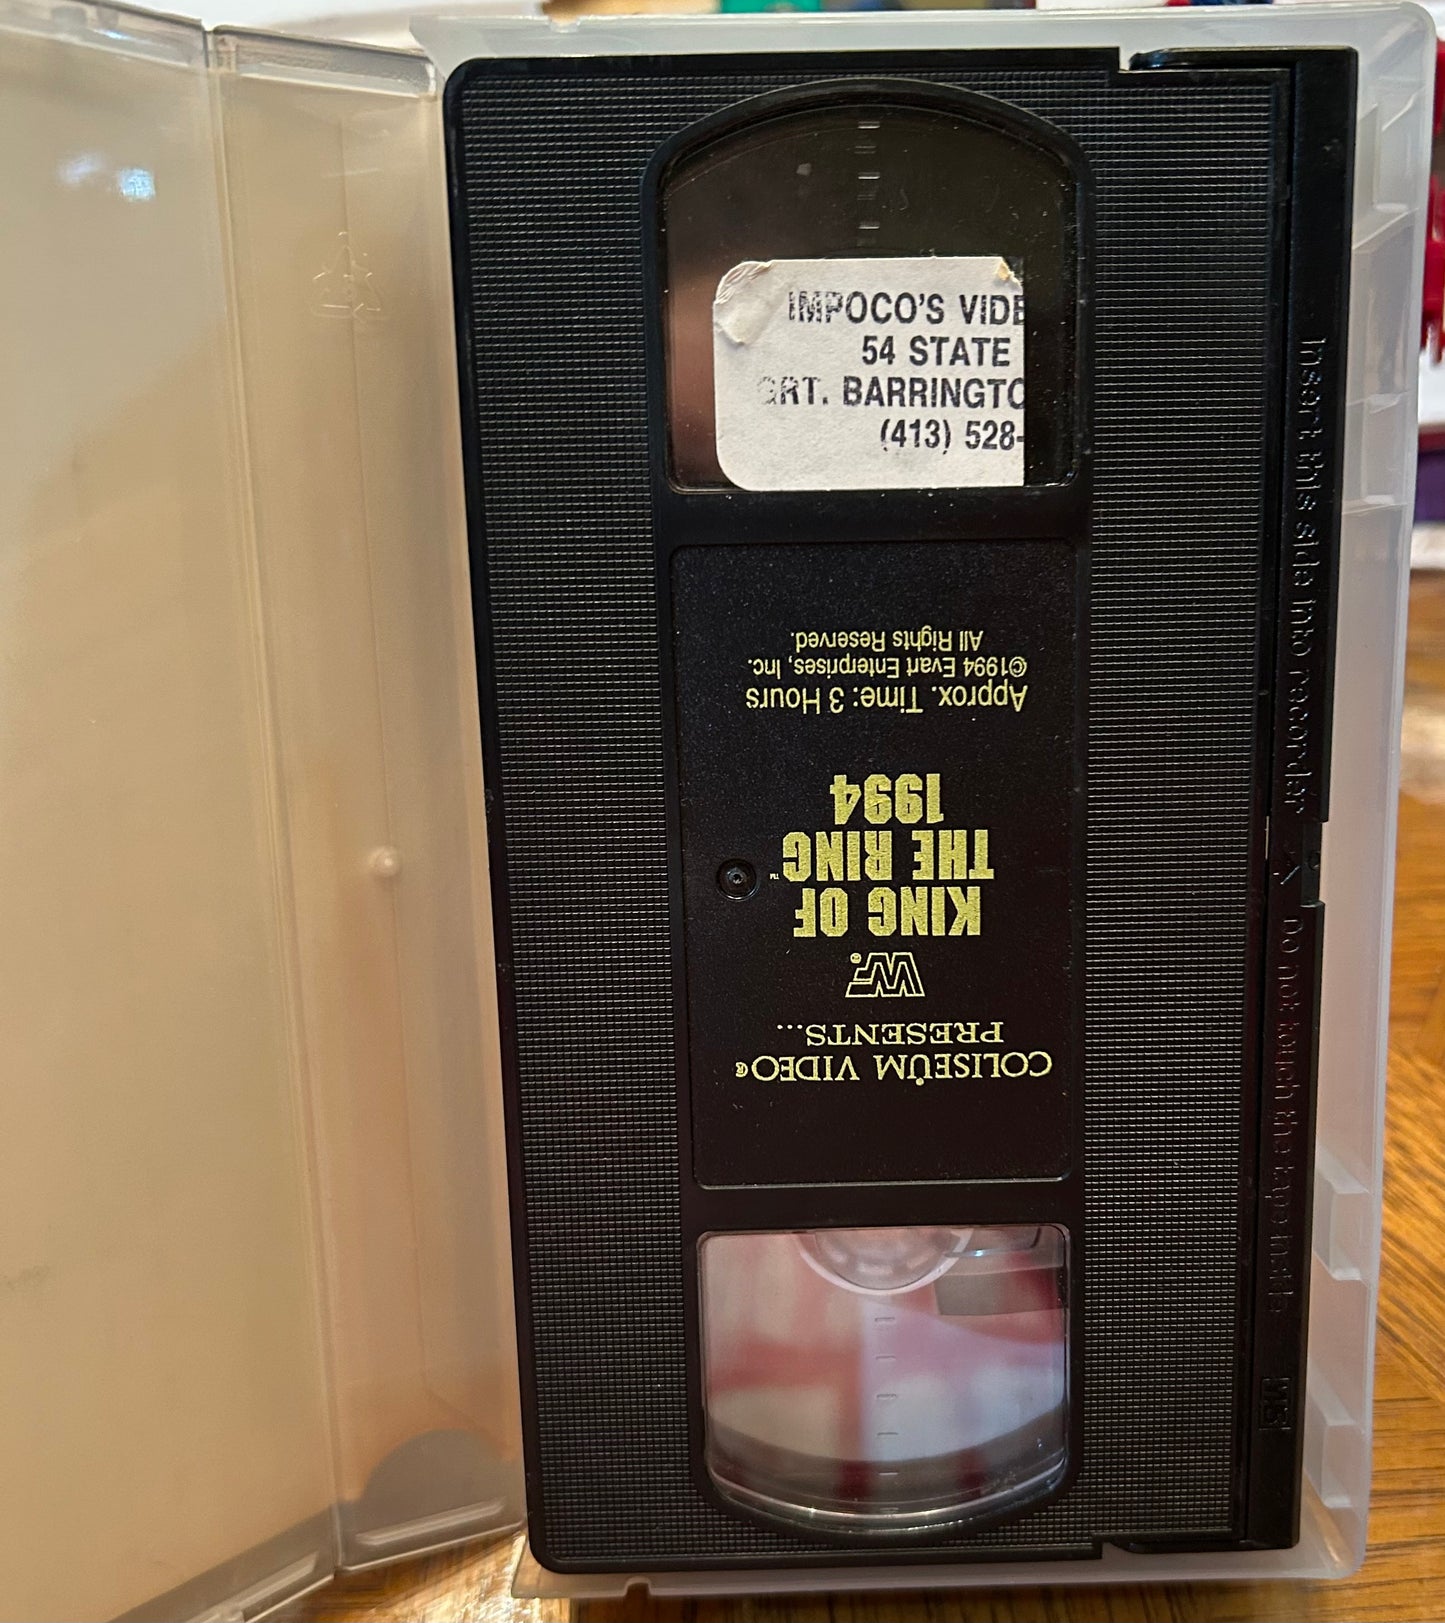 IMPOCO'S VIDE
54 STATE
GRT. BARRINGTO
(413) 528-
COLISEUM VIDEO®
PRESENTS...
WF®
KING OF
THE RING™
1994
Approx. Time: 3 Hours
©1994 Evart Enterprises, Inc.
All Rights Reserved.
Insert this side into recorder
Do not touch the tape inside
VHS